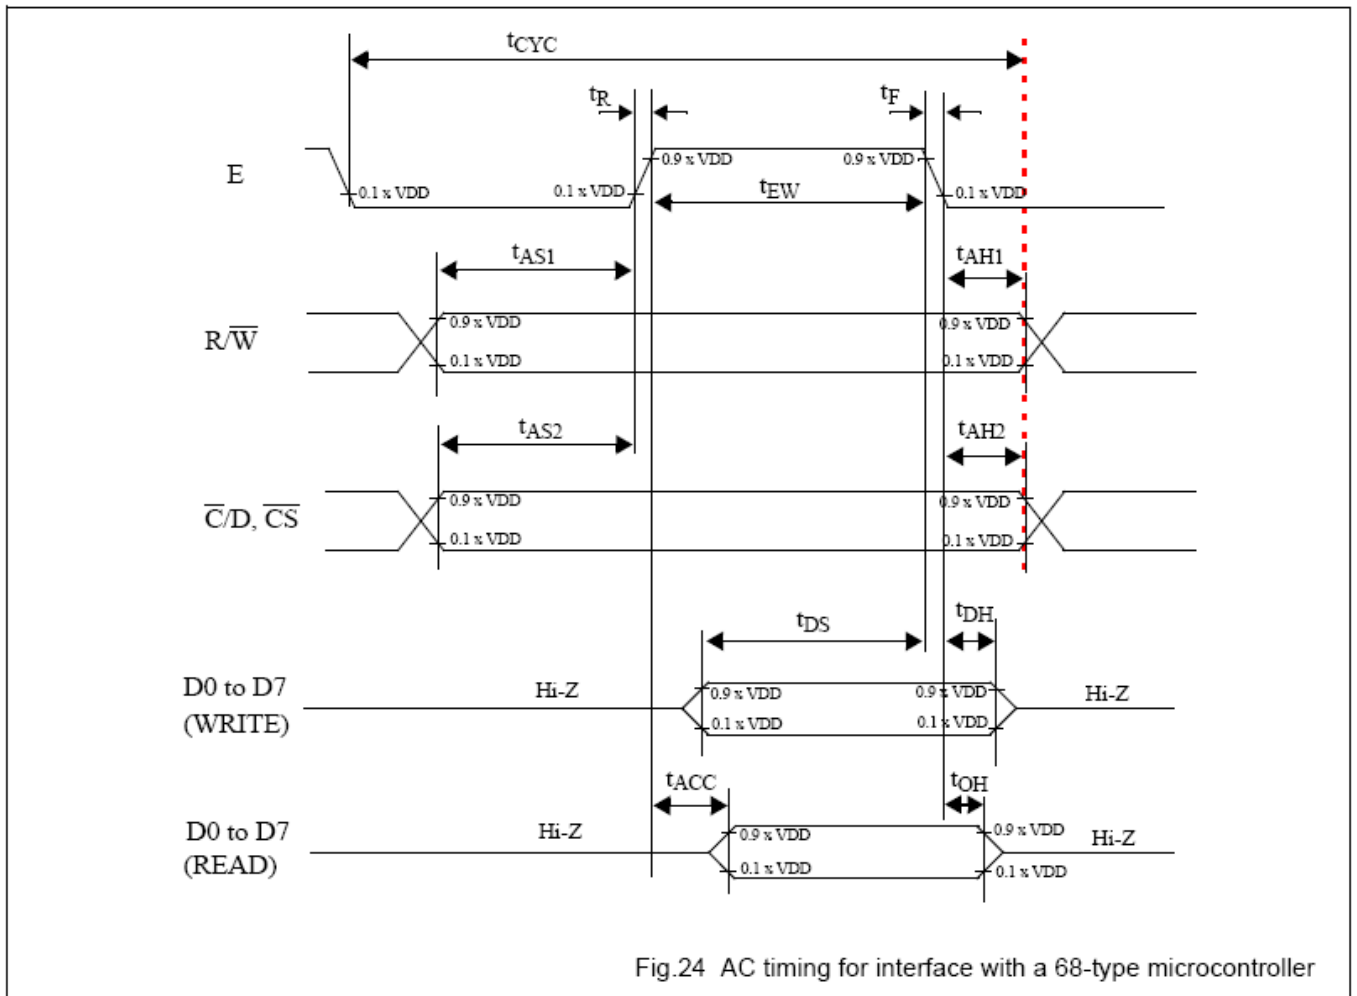 tCYC
tR tF
E
0.9 x VDD 0.9 x VDD
0.1 x VDD 0.1 x VDD 0.1 x VDD
tEW
tAS1 tAH1
R/W̅
0.9 x VDD 0.9 x VDD
0.1 x VDD 0.1 x VDD
tAS2 tAH2
C̅/D, C̅S̅
0.9 x VDD 0.9 x VDD
0.1 x VDD 0.1 x VDD
tDS tDH
D0 to D7 Hi-Z 0.9 x VDD 0.9 x VDD Hi-Z
(WRITE) 0.1 x VDD 0.1 x VDD
tACC tOH
D0 to D7 Hi-Z 0.9 x VDD 0.9 x VDD Hi-Z
(READ) 0.1 x VDD 0.1 x VDD
Fig.24 AC timing for interface with a 68-type microcontroller